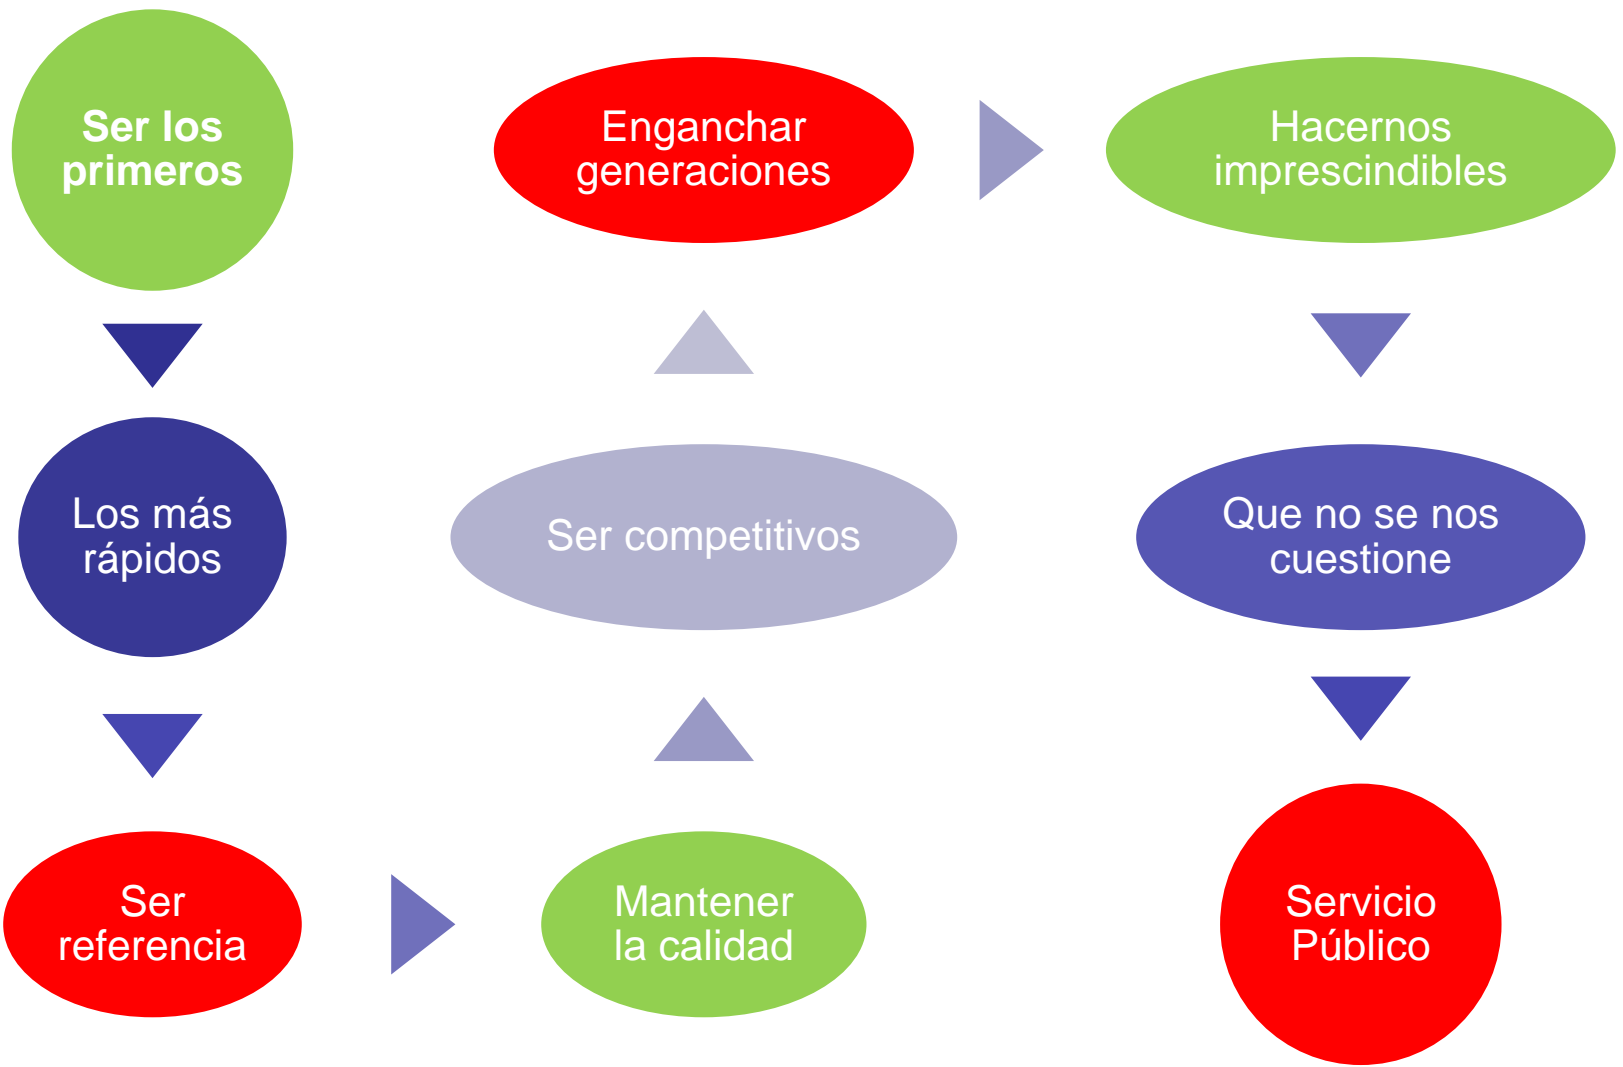 Ser los
primeros
Los más
rápidos
Ser
referencia
Mantener
la calidad
Ser competitivos
Enganchar
generaciones
Hacernos
imprescindibles
Que no se nos
cuestione
Servicio
Público